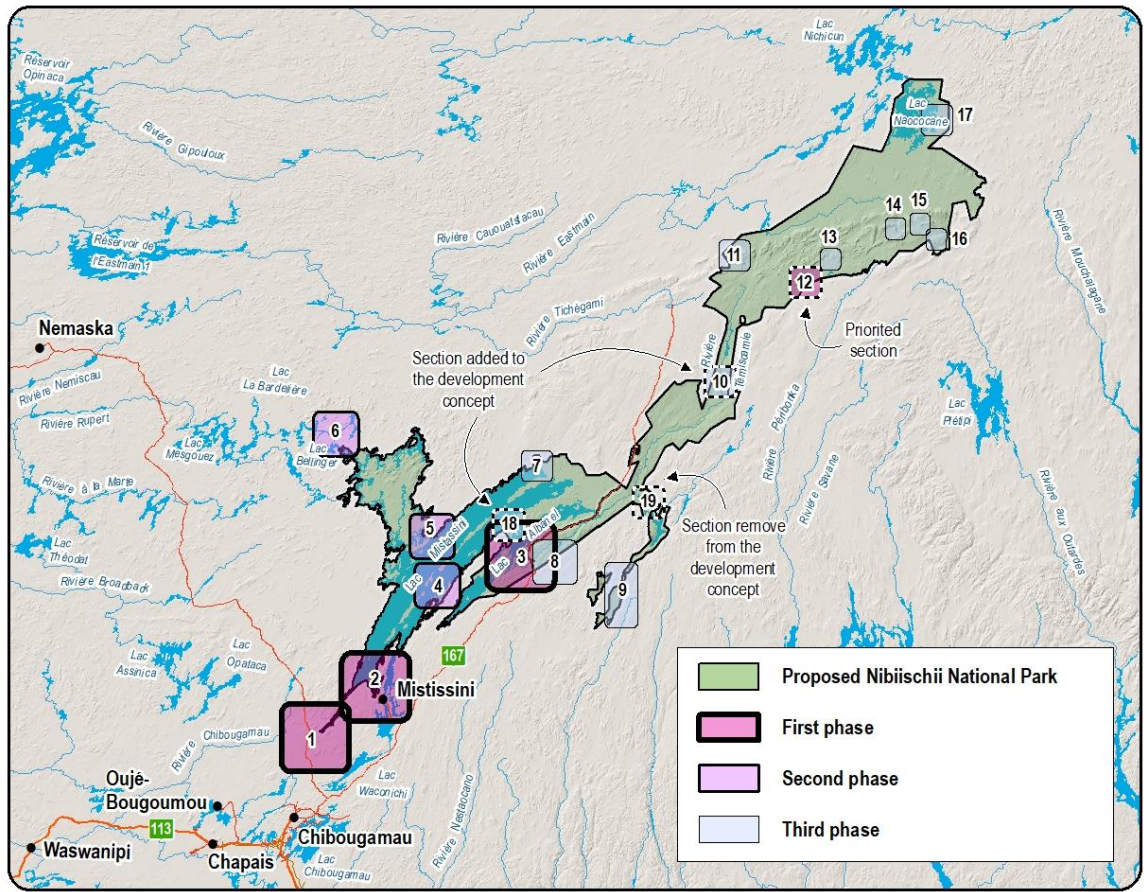 Lac
Nichicun
Réservoir
Opinaca
Rivière Gipouloux
Lac
Naococane
17
Rivière Cauouatstacau
Rivière Eastmain
14
15
16
13
11
12
Rivière Mouchalagane
Réservoir de
l'Eastmain 1
Rivière Tichégami
Nemaska
Section added to
the development
concept
Priorited
section
Rivière
Témiscamie
10
Rivière Nemiscau
Lac
La Bardelière
Rivière Rupert
6
Lac
Mesgouez
Lac
Bellinger
Rivière
Péribonka
Lac
Plétipi
7
Rivière à la Marte
Rivière Savane
19
18
5
Lac Mistassini
Lac Albanel
3
8
Section remove
from the
development
concept
Rivière aux Outardes
Lac
Théodat
Rivière Broadback
4
9
Lac
Assinica
Lac
Opataca
167
2
Mistissini
1
Rivière Chibougamau
Lac
Waconichi
Rivière Nestaocano
Oujé-
Bougoumou
113
Chibougamau
Waswanipi
Chapais
Lac
Chibougamau
Proposed Nibiischii National Park
First phase
Second phase
Third phase